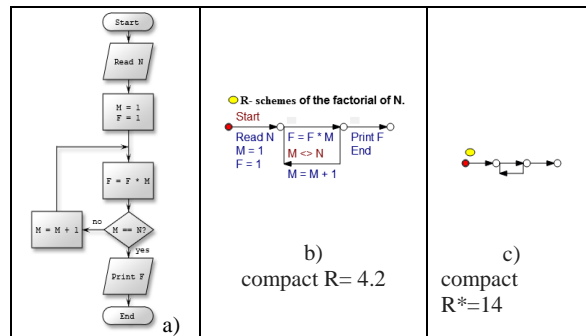 Start
Read N
M = 1
F = 1
F = F * M
M = M + 1
no
M == N?
yes
Print F
End
a)
R- schemes of the factorial of N.
Start
Read N
M = 1
F = 1
F = F * M
M <> N
M = M + 1
Print F
End
b)
compact R= 4.2
c)
compact
R*=14